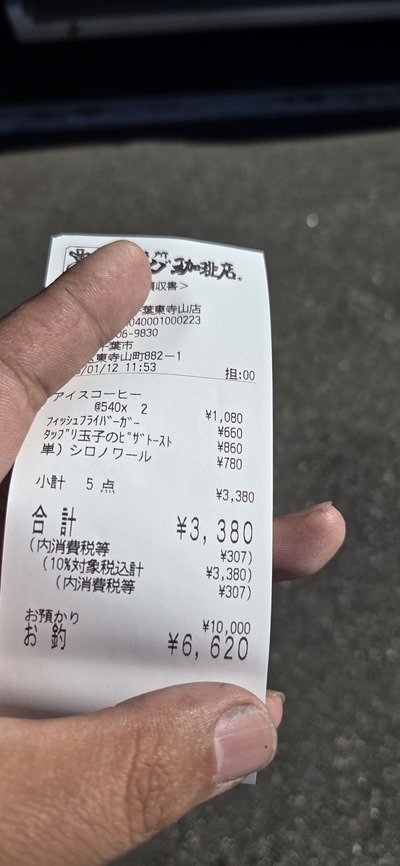 珈琲店
収書>
葉東寺山店
040001000223
06-9830
千葉市
東寺山町882-1
/01/12 11:53
担:00
アイスコーヒー
@540x 2 ¥1,080
フィッシュフライバーガー ¥660
タップリ玉子のピザトースト ¥860
単)シロノワール ¥780
小計 5点 ¥3,380
合計 ¥3,380
(内消費税等 ¥307)
(10%対象税込計 ¥3,380)
(内消費税等 ¥307)
お預かり ¥10,000
お釣 ¥6,620